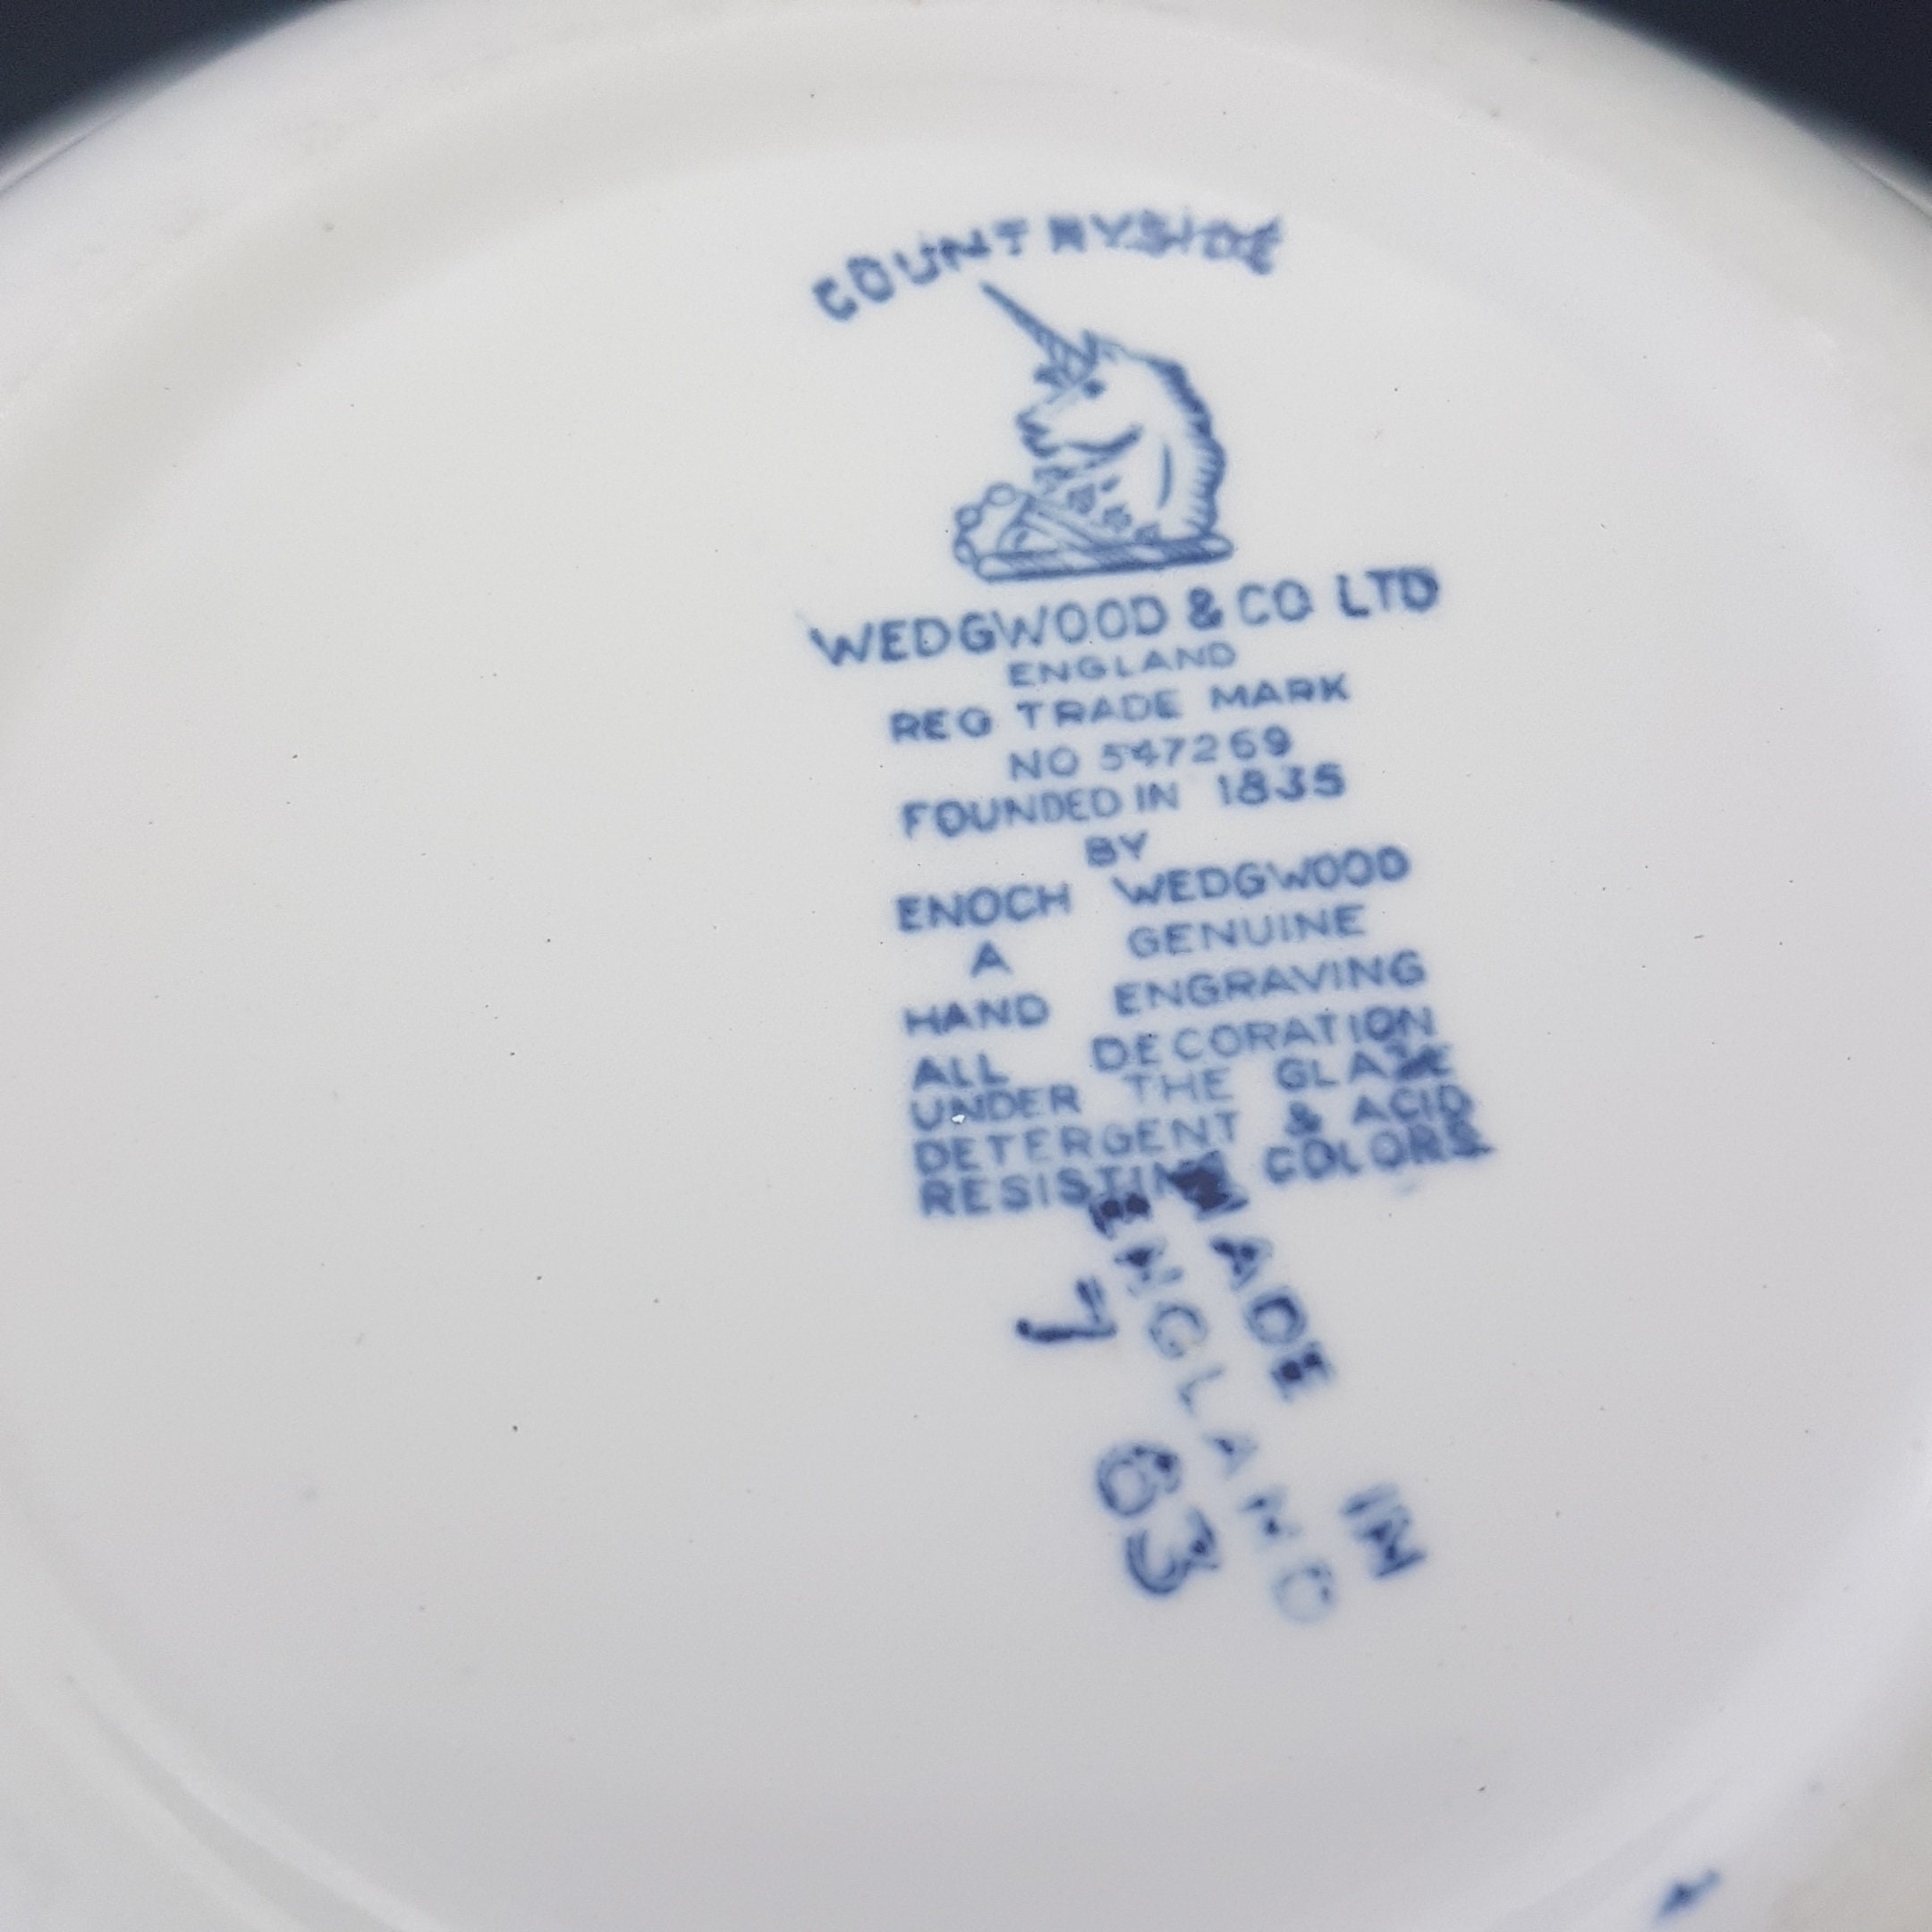 COUNTRYSIDE
WEDGWOOD & CO LTD
ENGLAND
REG TRADE MARK
NO 547269
FOUNDED IN 1835
BY
ENOCH WEDGWOOD
A GENUINE
HAND ENGRAVING
ALL DECORATION
UNDER THE GLAZE
DETERGENT & ACID
RESISTING COLORS
MADE IN
ENGLAND
7 63